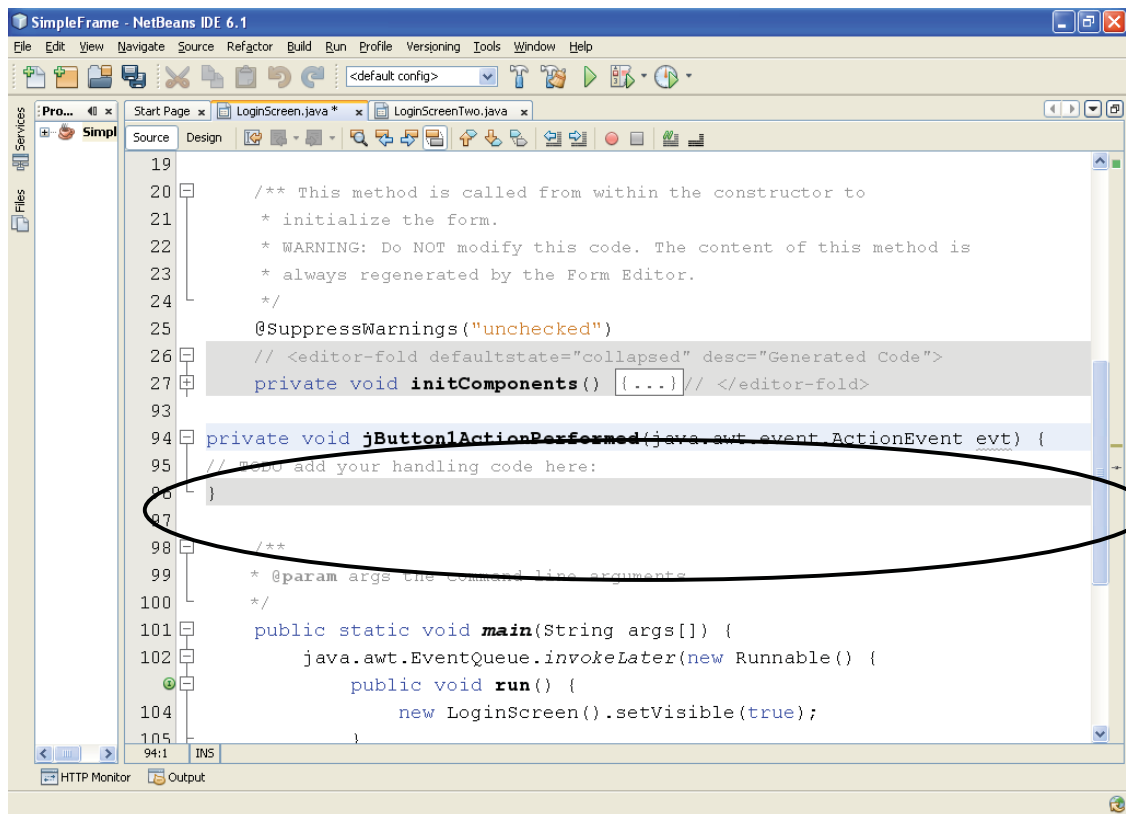 SimpleFrame - NetBeans IDE 6.1
File Edit View Navigate Source Refactor Build Run Profile Versioning Tools Window Help
<default config>
Services
Files
Pro...
Simpl
Start Page LoginScreen.java * LoginScreenTwo.java
Source Design
19
20 /** This method is called from within the constructor to
21 * initialize the form.
22 * WARNING: Do NOT modify this code. The content of this method is
23 * always regenerated by the Form Editor.
24 */
25 @SuppressWarnings("unchecked")
26 // <editor-fold defaultstate="collapsed" desc="Generated Code">
27 private void initComponents() {...}// </editor-fold>
93
94 private void jButton1ActionPerformed(java.awt.event.ActionEvent evt) {
95 // TODO add your handling code here:
96 }
97
98 /**
99 * @param args the command line arguments
100 */
101 public static void main(String args[]) {
102 java.awt.EventQueue.invokeLater(new Runnable() {
public void run() {
104 new LoginScreen().setVisible(true);
105 }
94:1 INS
HTTP Monitor Output